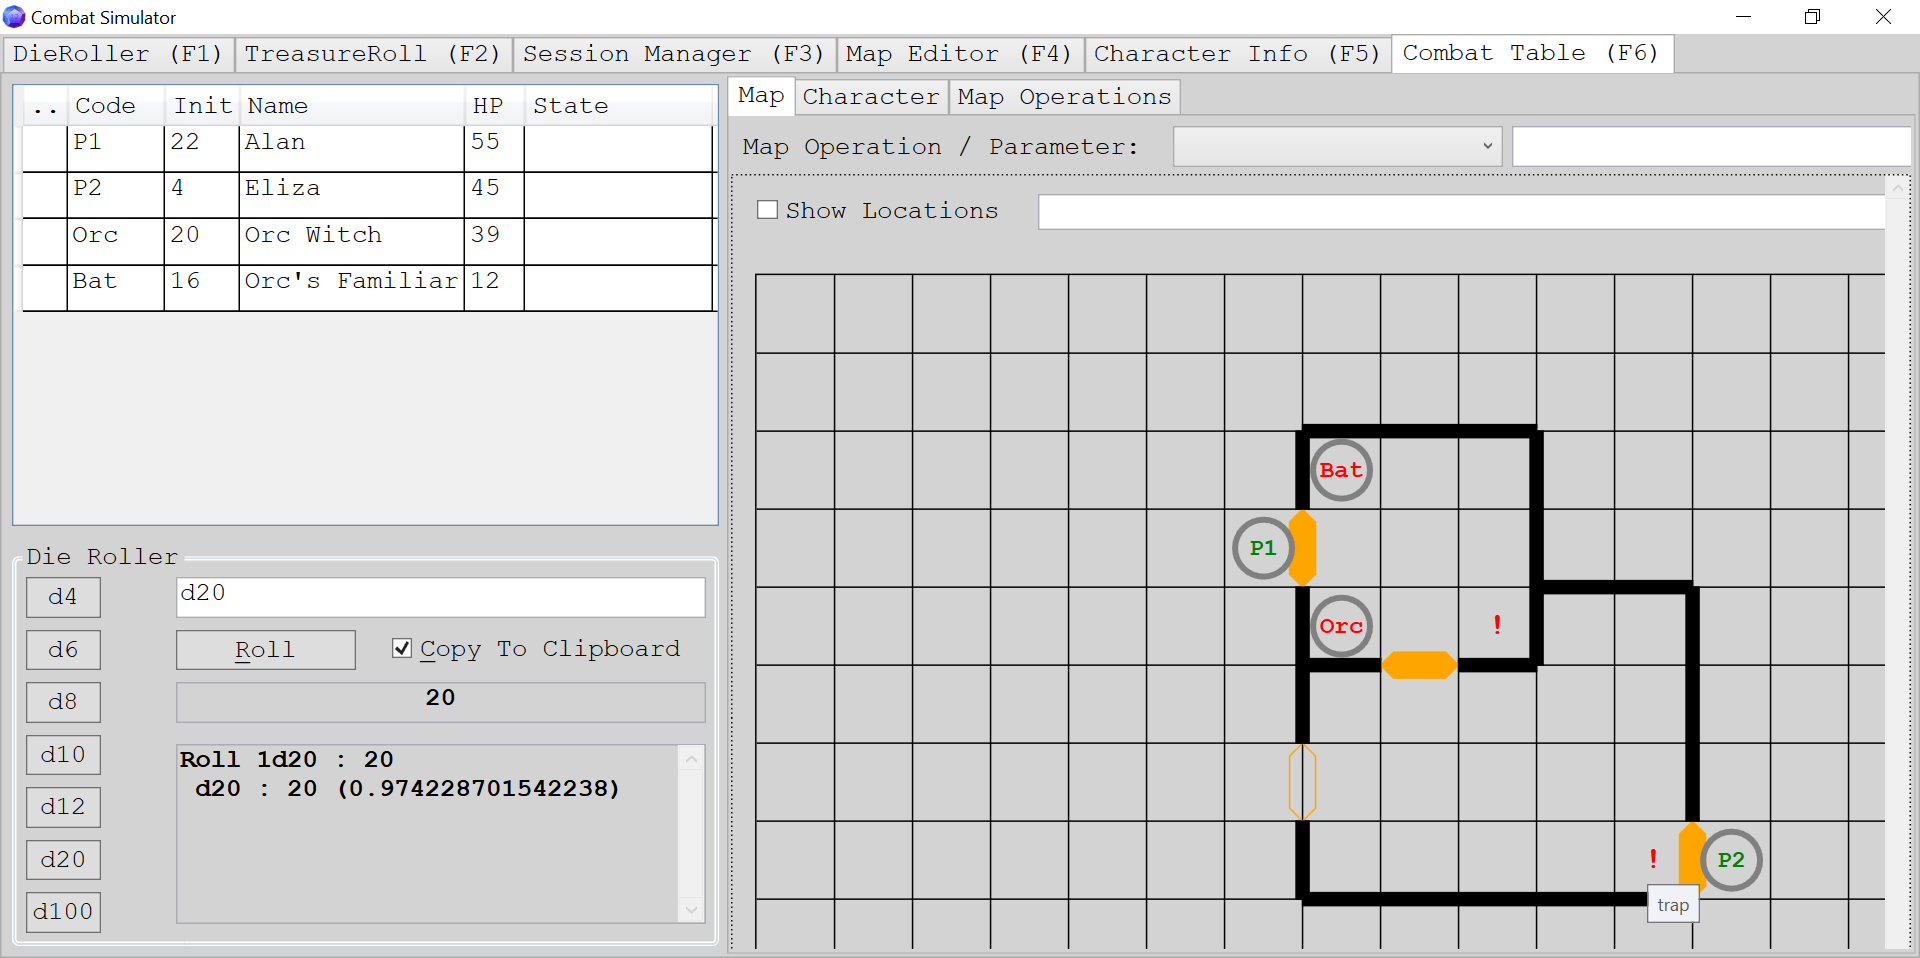 Combat Simulator
DieRoller (F1) TreasureRoll (F2) Session Manager (F3) Map Editor (F4) Character Info (F5) Combat Table (F6)
.. Code Init Name HP State
P1 22 Alan 55
P2 4 Eliza 45
Orc 20 Orc Witch 39
Bat 16 Orc's Familiar 12
Die Roller
d4
d6
d8
d10
d12
d20
d100
d20
Roll Copy To Clipboard
20
Roll 1d20 : 20
d20 : 20 (0.974228701542238)
Map Character Map Operations
Map Operation / Parameter:
Show Locations
Bat
P1
Orc !
! P2
trap